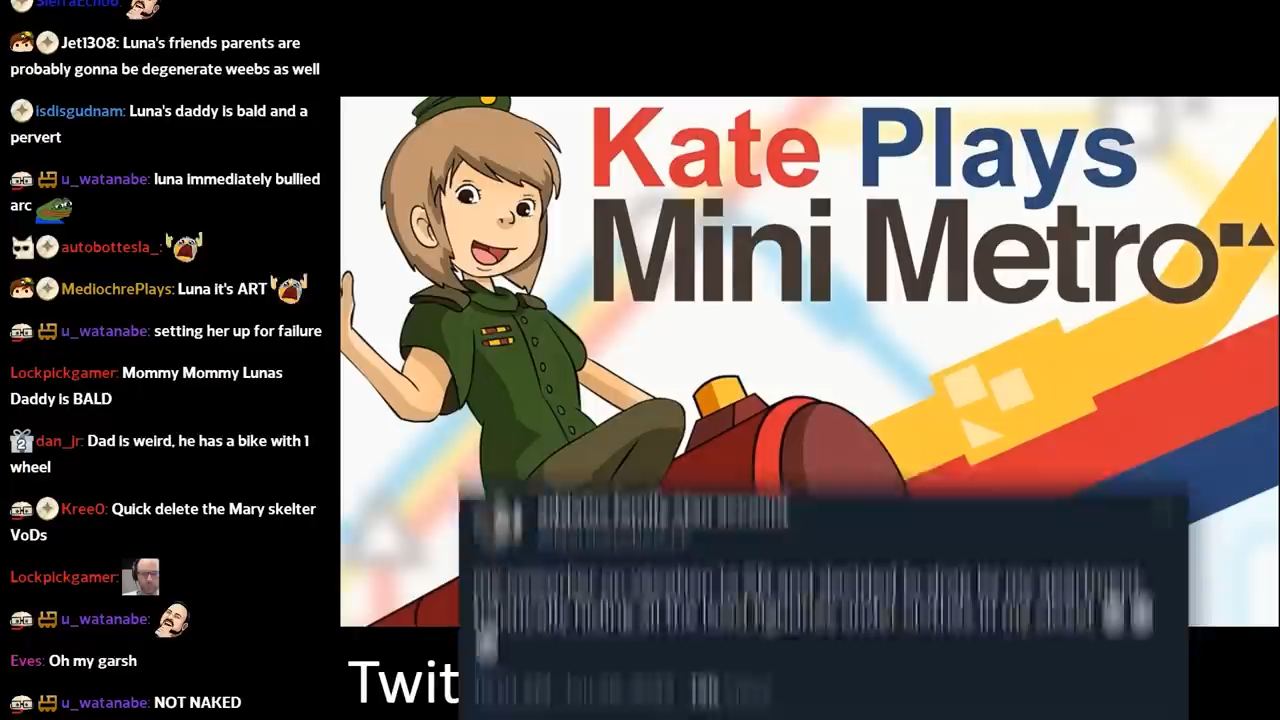 SierraEcho6:
Jet1308: Luna's friends parents are
probably gonna be degenerate weebs as well
isdisgudnam: Luna's daddy is bald and a
pervert
u_watanabe: luna immediately bullied
arc
autobottesla_:
MediochrePlays: Luna it's ART
u_watanabe: setting her up for failure
Lockpickgamer: Mommy Mommy Lunas
Daddy is BALD
2
dan_jr: Dad is weird, he has a bike with 1
wheel
Kree0: Quick delete the Mary skelter
VoDs
Lockpickgamer:
u_watanabe:
Eves: Oh my garsh
u_watanabe: NOT NAKED
Kate Plays
Mini Metro
Twit